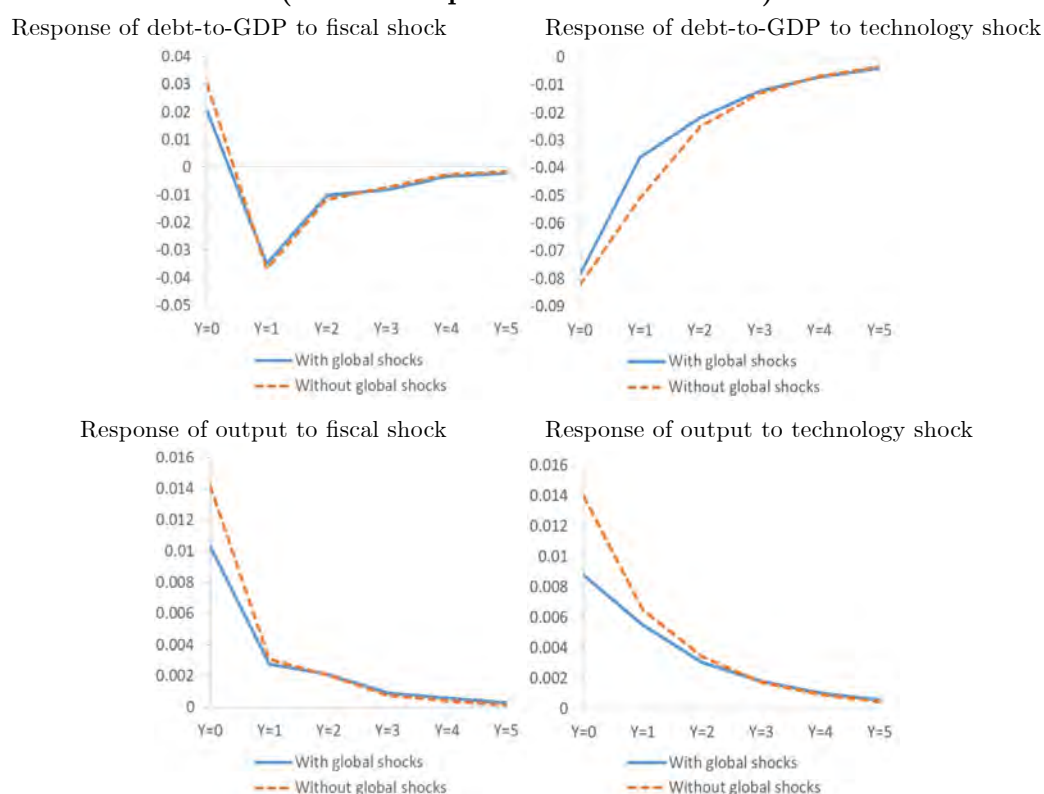 Response of debt-to-GDP to fiscal shock
0.04
0.03
0.02
0.01
0
-0.01
-0.02
-0.03
-0.04
-0.05
Y=0 Y=1 Y=2 Y=3 Y=4 Y=5
With global shocks
Without global shocks
Response of debt-to-GDP to technology shock
0
-0.01
-0.02
-0.03
-0.04
-0.05
-0.06
-0.07
-0.08
-0.09
Y=0 Y=1 Y=2 Y=3 Y=4 Y=5
With global shocks
Without global shocks
Response of output to fiscal shock
0.016
0.014
0.012
0.01
0.008
0.006
0.004
0.002
0
Y=0 Y=1 Y=2 Y=3 Y=4 Y=5
With global shocks
Without global shocks
Response of output to technology shock
0.016
0.014
0.012
0.01
0.008
0.006
0.004
0.002
0
Y=0 Y=1 Y=2 Y=3 Y=4 Y=5
With global shocks
Without global shocks